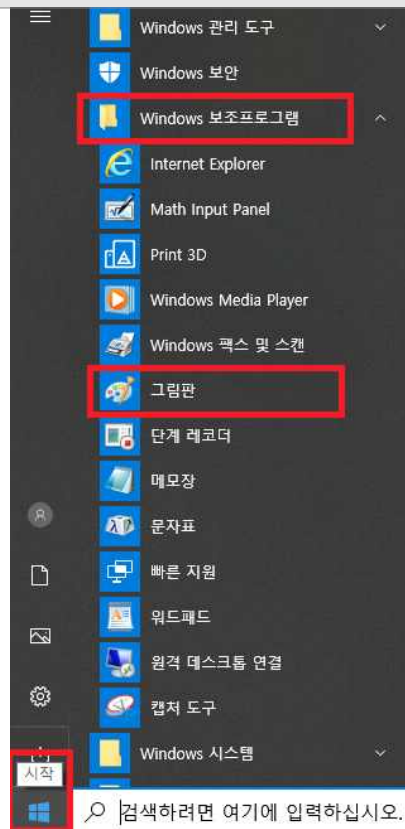 Windows 관리 도구
Windows 보안
Windows 보조프로그램
Internet Explorer
Math Input Panel
Print 3D
Windows Media Player
Windows 팩스 및 스캔
그림판
단계 레코더
메모장
문자표
빠른 지원
워드패드
원격 데스크톱 연결
캡처 도구
Windows 시스템
시작
검색하려면 여기에 입력하십시오.